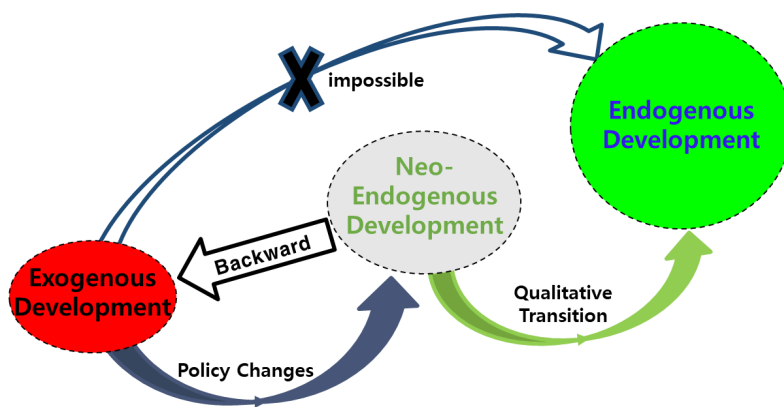 impossible
Endogenous
Development
Neo-
Endogenous
Development
Backward
Exogenous
Development
Qualitative
Transition
Policy Changes